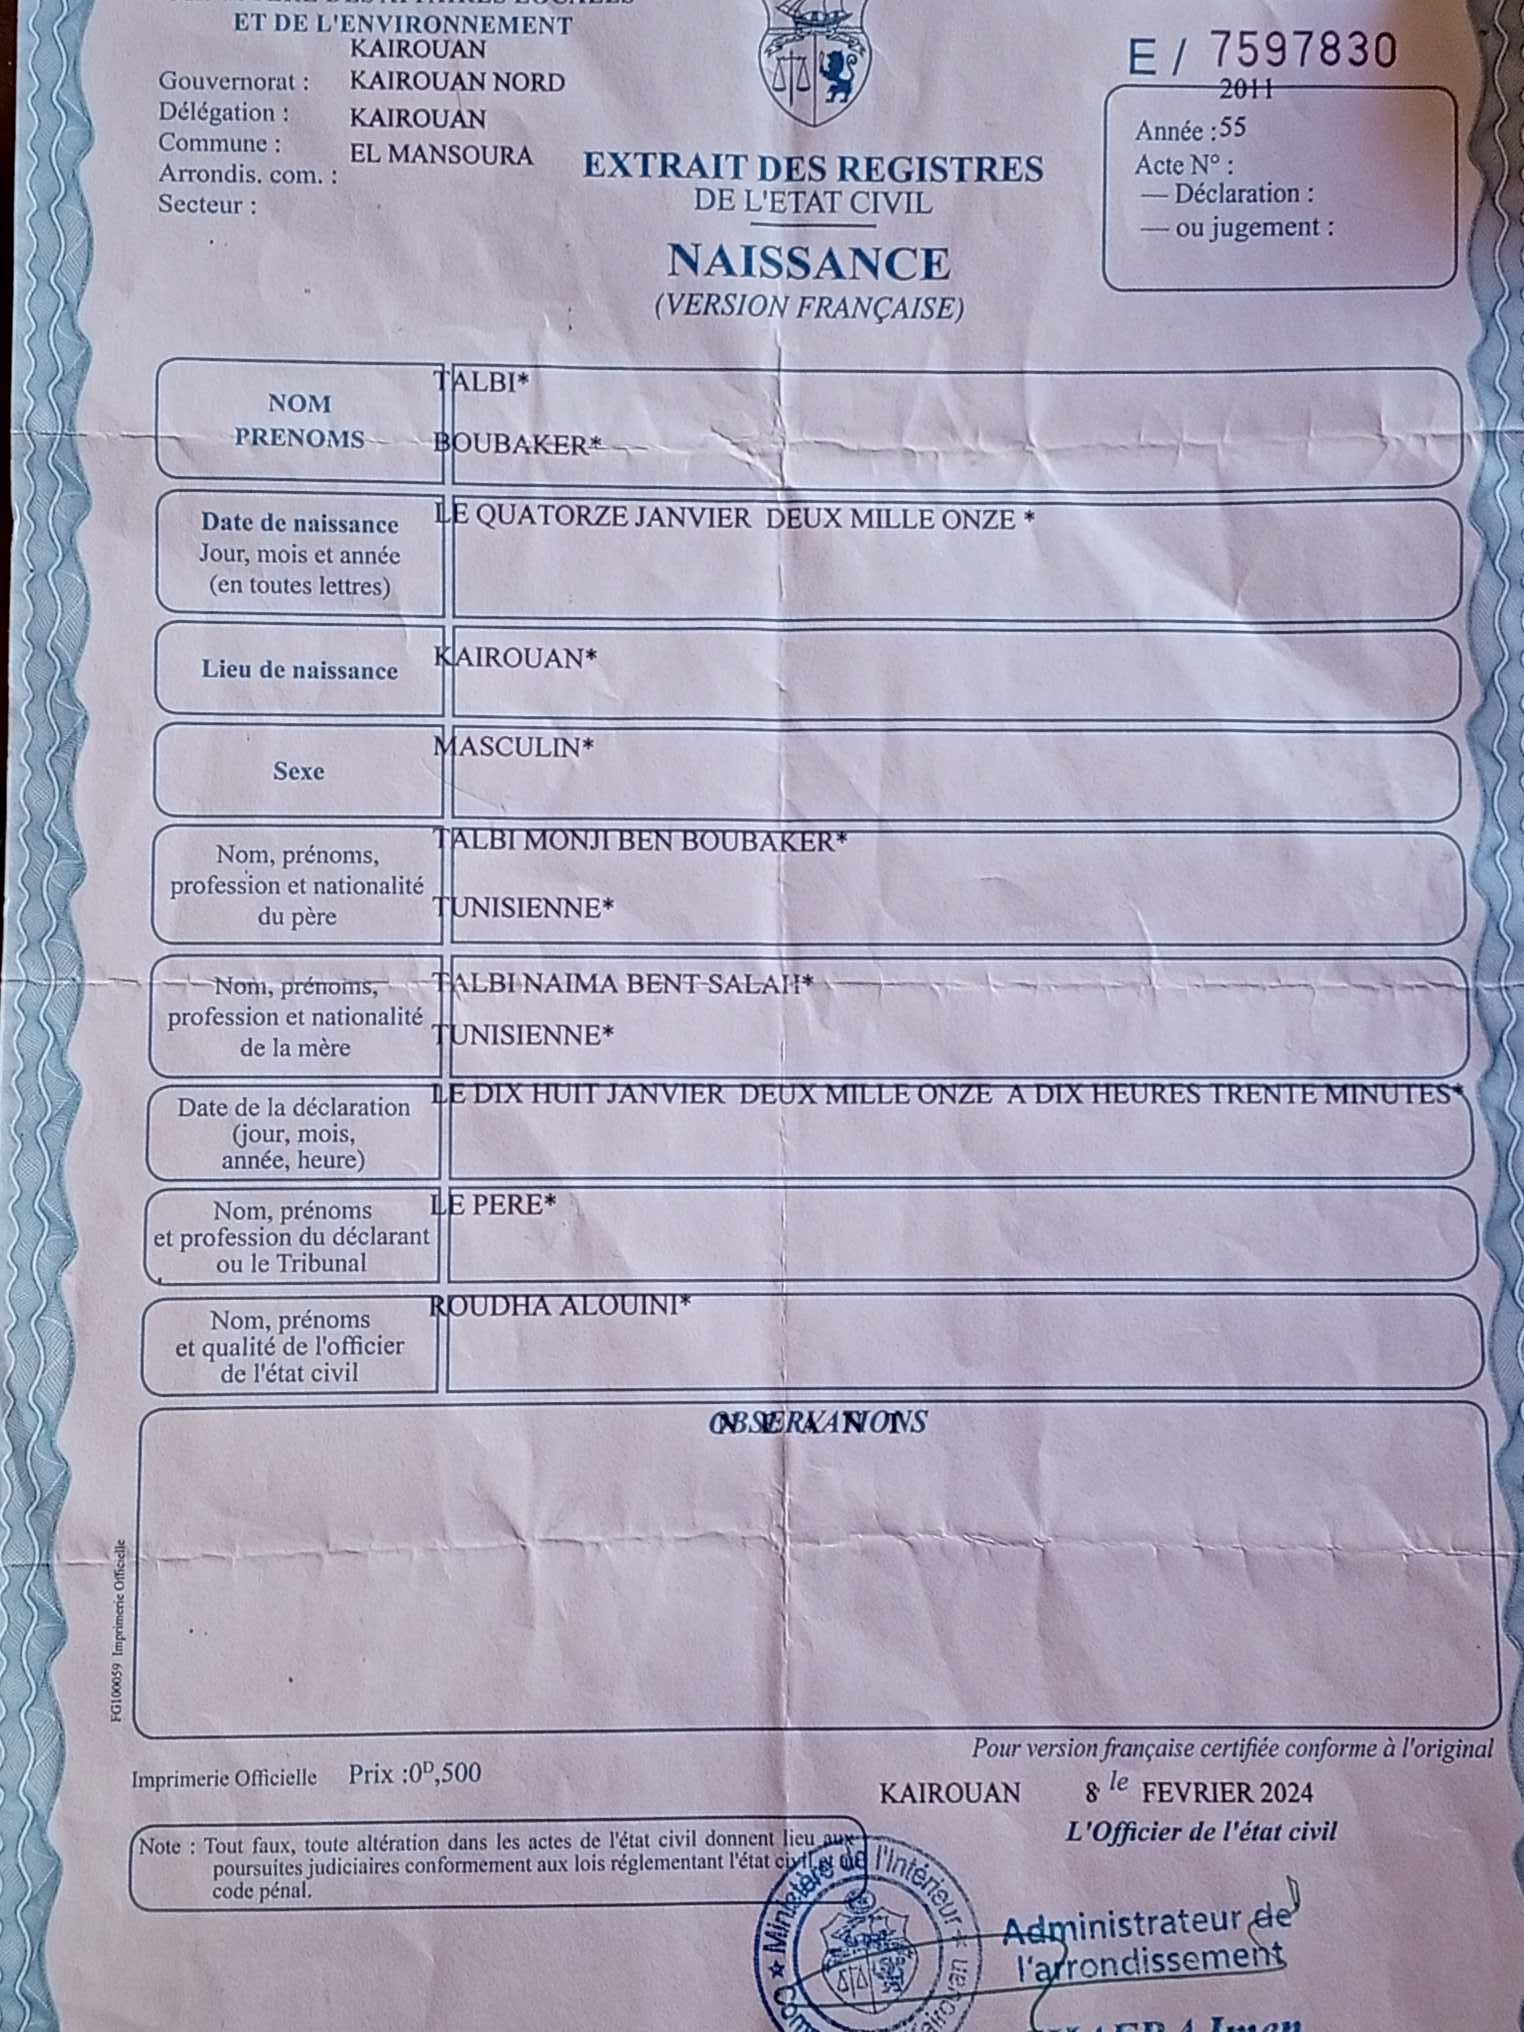 ET DE L'ENVIRONNEMENT
KAIROUAN
Gouvernorat : KAIROUAN NORD
Délégation : KAIROUAN
Commune : EL MANSOURA
Arrondis. com. :
Secteur :
EXTRAIT DES REGISTRES
DE L'ETAT CIVIL
NAISSANCE
(VERSION FRANÇAISE)
E / 7597830
2011
Année : 55
Acte N° :
— Déclaration :
— ou jugement :
NOM TALBI*
PRENOMS BOUBAKER*
Date de naissance LE QUATORZE JANVIER DEUX MILLE ONZE *
Jour, mois et année
(en toutes lettres)
Lieu de naissance KAIROUAN*
Sexe MASCULIN*
Nom, prénoms, TALBI MONJI BEN BOUBAKER*
profession et nationalité
du père TUNISIENNE*
Nom, prénoms, TALBI NAIMA BENT SALAH*
profession et nationalité
de la mère TUNISIENNE*
Date de la déclaration LE DIX HUIT JANVIER DEUX MILLE ONZE A DIX HEURES TRENTE MINUTES*
(jour, mois,
année, heure)
Nom, prénoms LE PERE*
et profession du déclarant
ou le Tribunal
Nom, prénoms ROUDHA ALOUINI*
et qualité de l'officier
de l'état civil
OBSERVATIONS
N E A N T
FG100059 Imprimerie Officielle
Pour version française certifiée conforme à l'original
Imprimerie Officielle Prix :0D,500
KAIROUAN 8 le FEVRIER 2024
L'Officier de l'état civil
Note : Tout faux, toute altération dans les actes de l'état civil donnent lieu aux
poursuites judiciaires conformement aux lois réglementant l'état civil et du
code pénal.
Ministère de l'Intérieur
Kairouan
Administrateur de
l'arrondissement
Imen